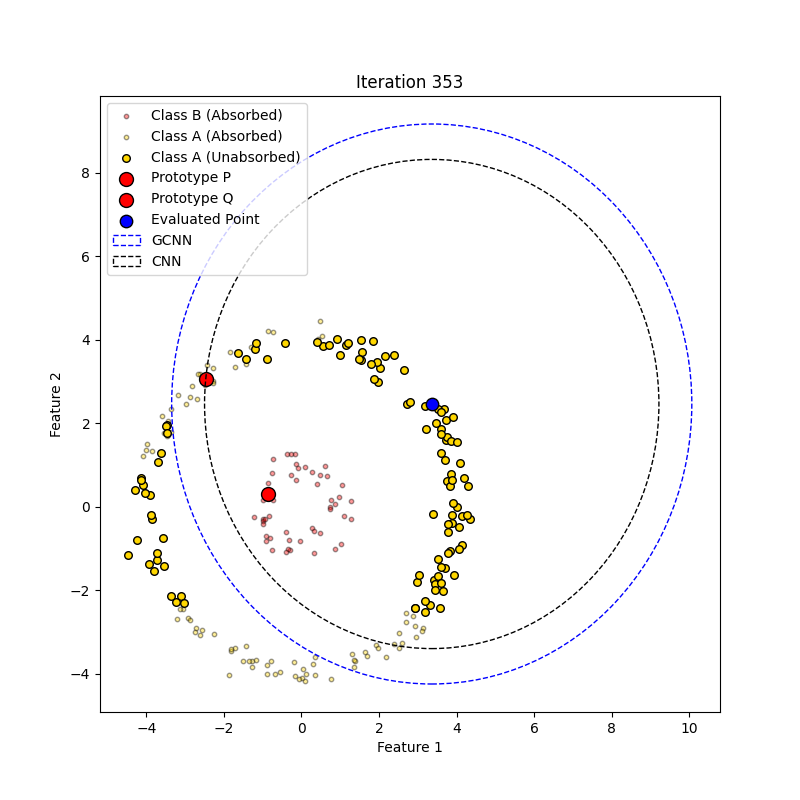 Iteration 353
Class B (Absorbed)
Class A (Absorbed)
Class A (Unabsorbed)
Prototype P
Prototype Q
Evaluated Point
GCNN
CNN
8
6
4
2
0
−2
−4
Feature 2
−4 −2 0 2 4 6 8 10
Feature 1